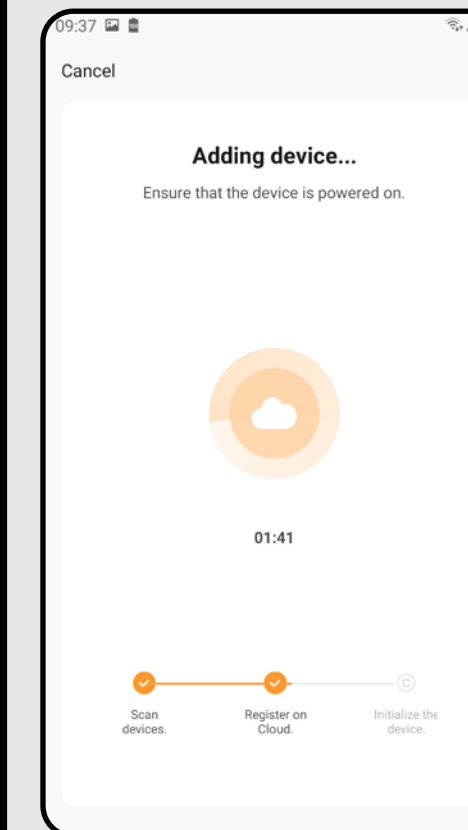 09:37
Cancel
Adding device...
Ensure that the device is powered on.
01:41
Scan devices.
Register on Cloud.
Initialize the device.